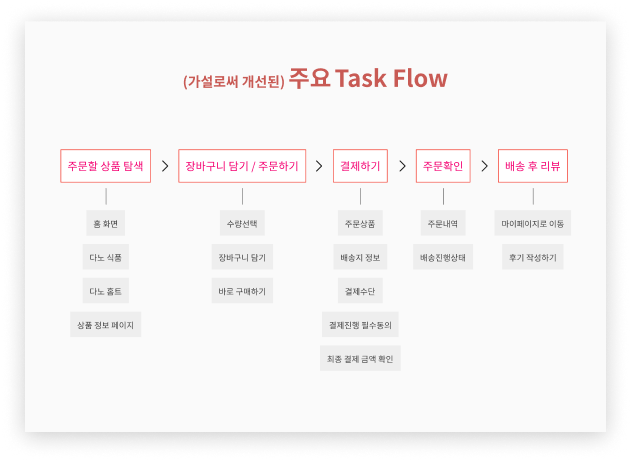 (가설로써 개선된) 주요 Task Flow
주문할 상품 탐색
장바구니 담기 / 주문하기
결제하기
주문확인
배송 후 리뷰
홈 화면
다노 식품
다노 홈트
상품 정보 페이지
수량선택
장바구니 담기
바로 구매하기
주문상품
배송지 정보
결제수단
결제진행 필수동의
최종 결제 금액 확인
주문내역
배송진행상태
마이페이지로 이동
후기 작성하기